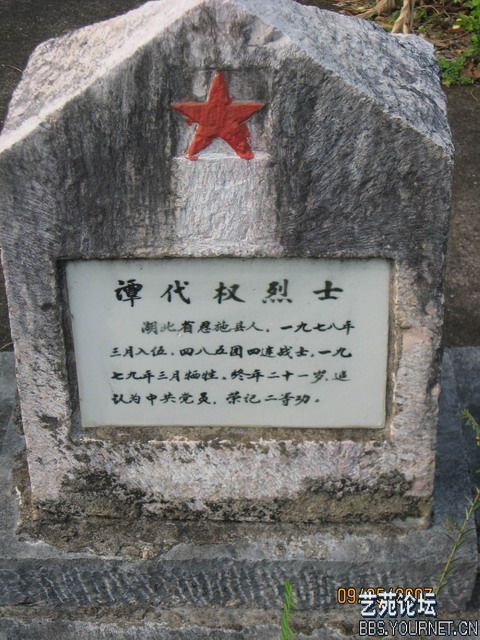 谭代权烈士
湖北省恩施县人，一九七八年
三月入伍，四八五团四连战士，一九
七九年三月牺牲，终年二十一岁，追
认为中共党员，荣记二等功。
艺苑论坛
BBS.YOURNET.CN